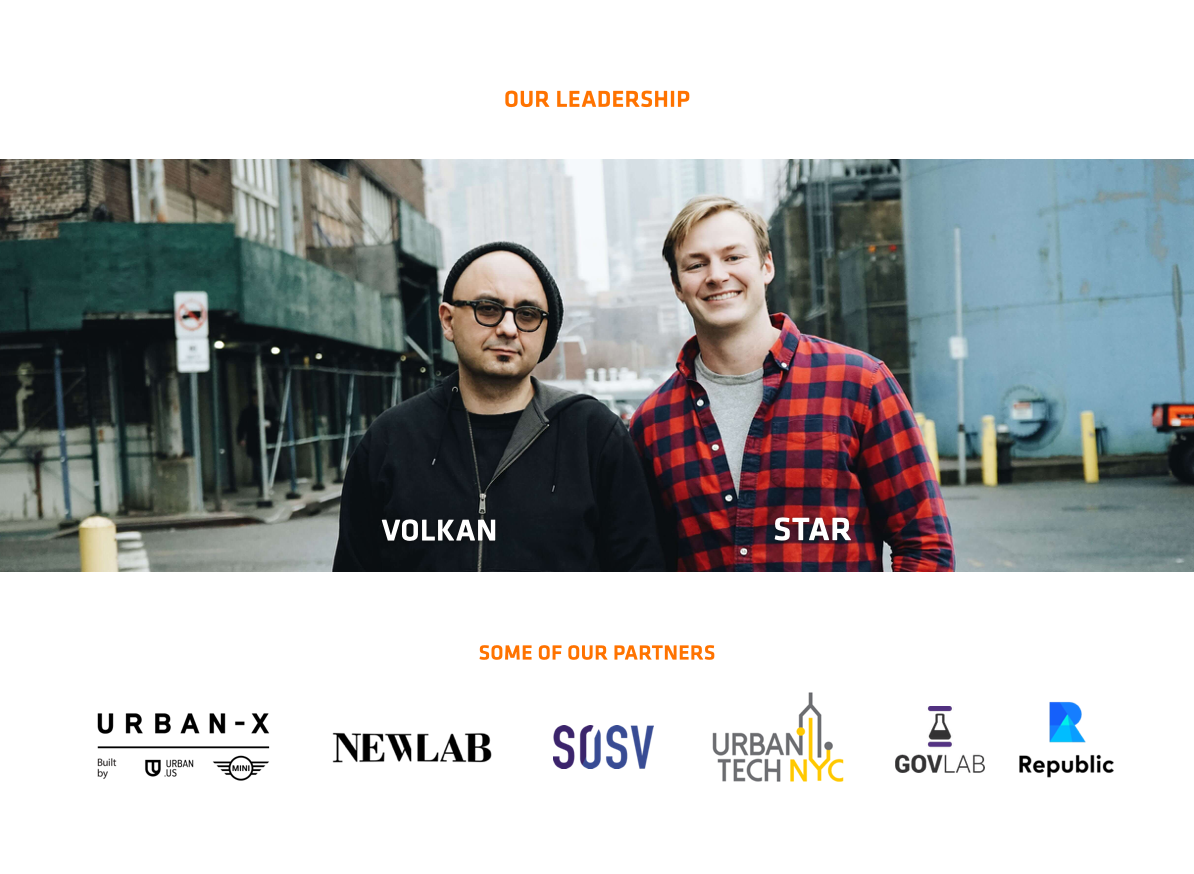 OUR LEADERSHIP
VOLKAN
STAR
SOME OF OUR PARTNERS
URBAN-X
Built
by
URBAN
.US
MINI
NEWLAB
SOSV
URBAN
TECH NYC
GOVLAB
Republic